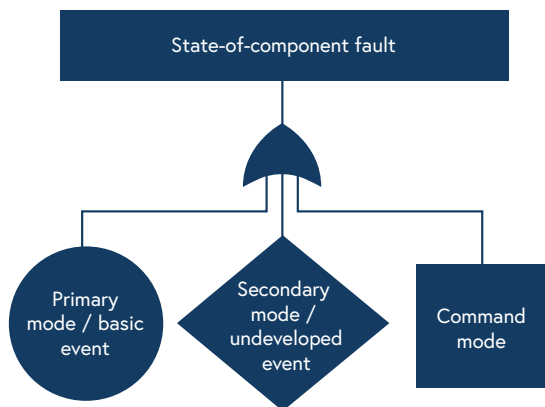 State-of-component fault
Primary
mode / basic
event
Secondary
mode /
undeveloped
event
Command
mode